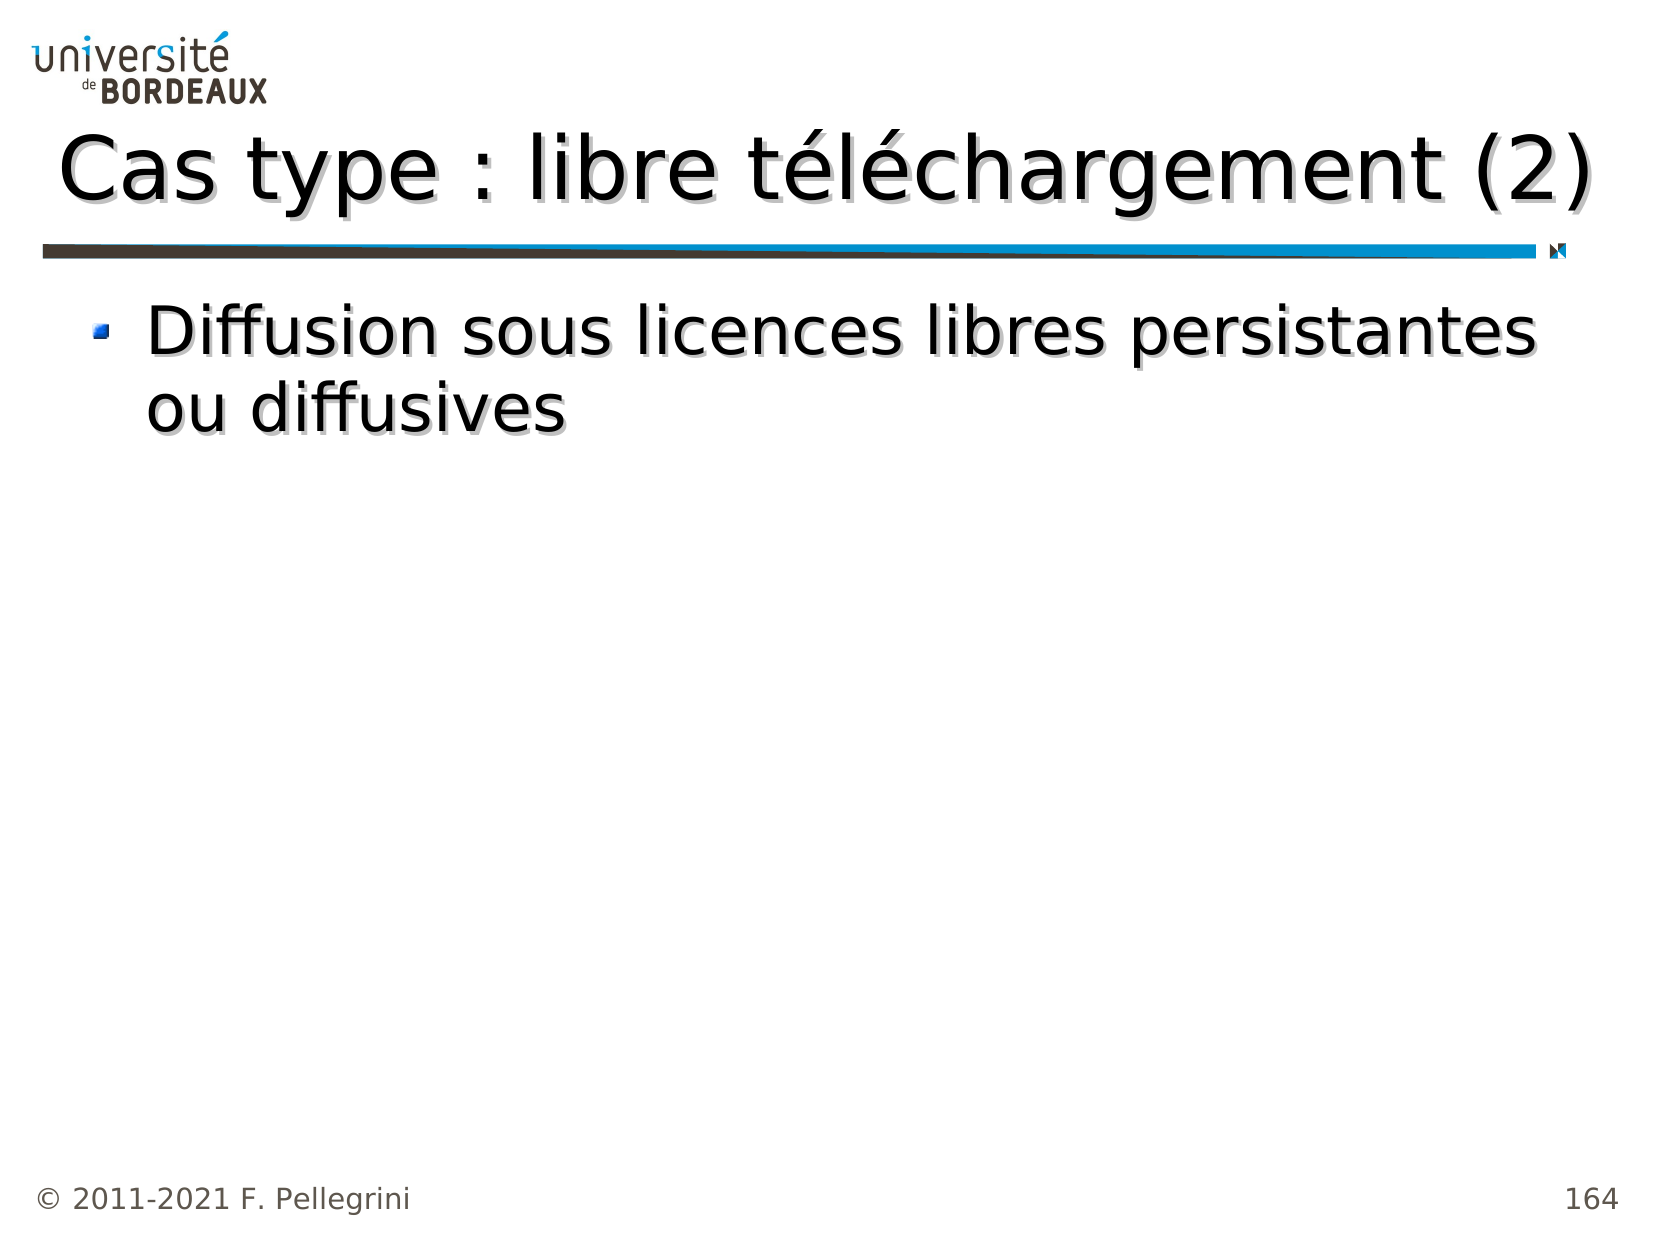 université
de BORDEAUX
Cas type : libre téléchargement (2)
Diffusion sous licences libres persistantes
ou diffusives
© 2011-2021 F. Pellegrini
164